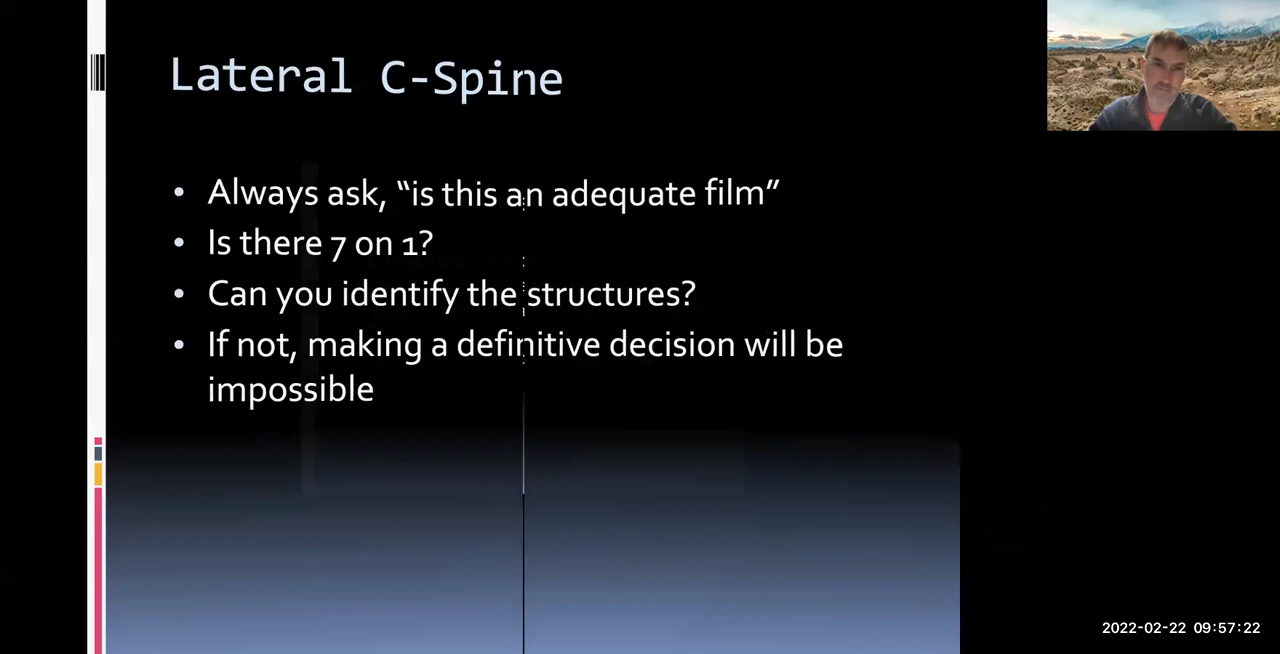 Lateral C-Spine
• Always ask, “is this an adequate film”
• Is there 7 on 1?
• Can you identify the structures?
• If not, making a definitive decision will be
impossible
2022-02-22 09:57:22